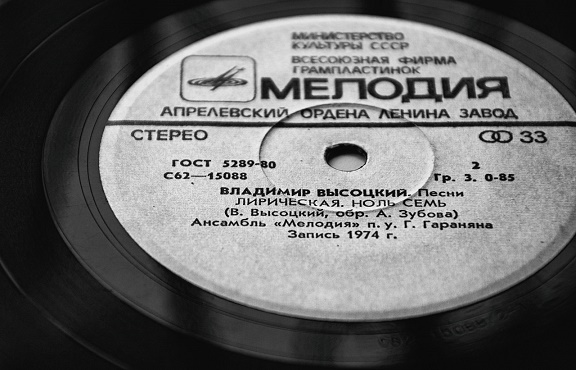 МИНИСТЕРСТВО
КУЛЬТУРЫ СССР
ВСЕСОЮЗНАЯ ФИРМА
ГРАМПЛАСТИНОК
МЕЛОДИЯ
АПРЕЛЕВСКИЙ ОРДЕНА ЛЕНИНА ЗАВОД
СТЕРЕО 33
ГОСТ 5289-80 2
С62—15088 Гр. 3. 0-85
ВЛАДИМИР ВЫСОЦКИЙ. Песни
ЛИРИЧЕСКАЯ. НОЛЬ СЕМЬ
(В. Высоцкий, обр. А. Зубова)
Ансамбль «Мелодия» п. у. Г. Гараняна
Запись 1974 г.